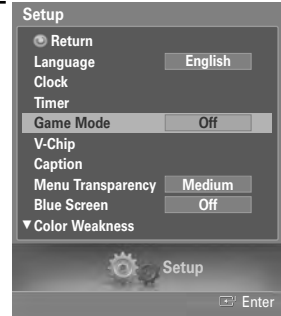 Setup
Return
Language English
Clock
Timer
Game Mode Off
V-Chip
Caption
Menu Transparency Medium
Blue Screen Off
▼ Color Weakness
Setup
Enter